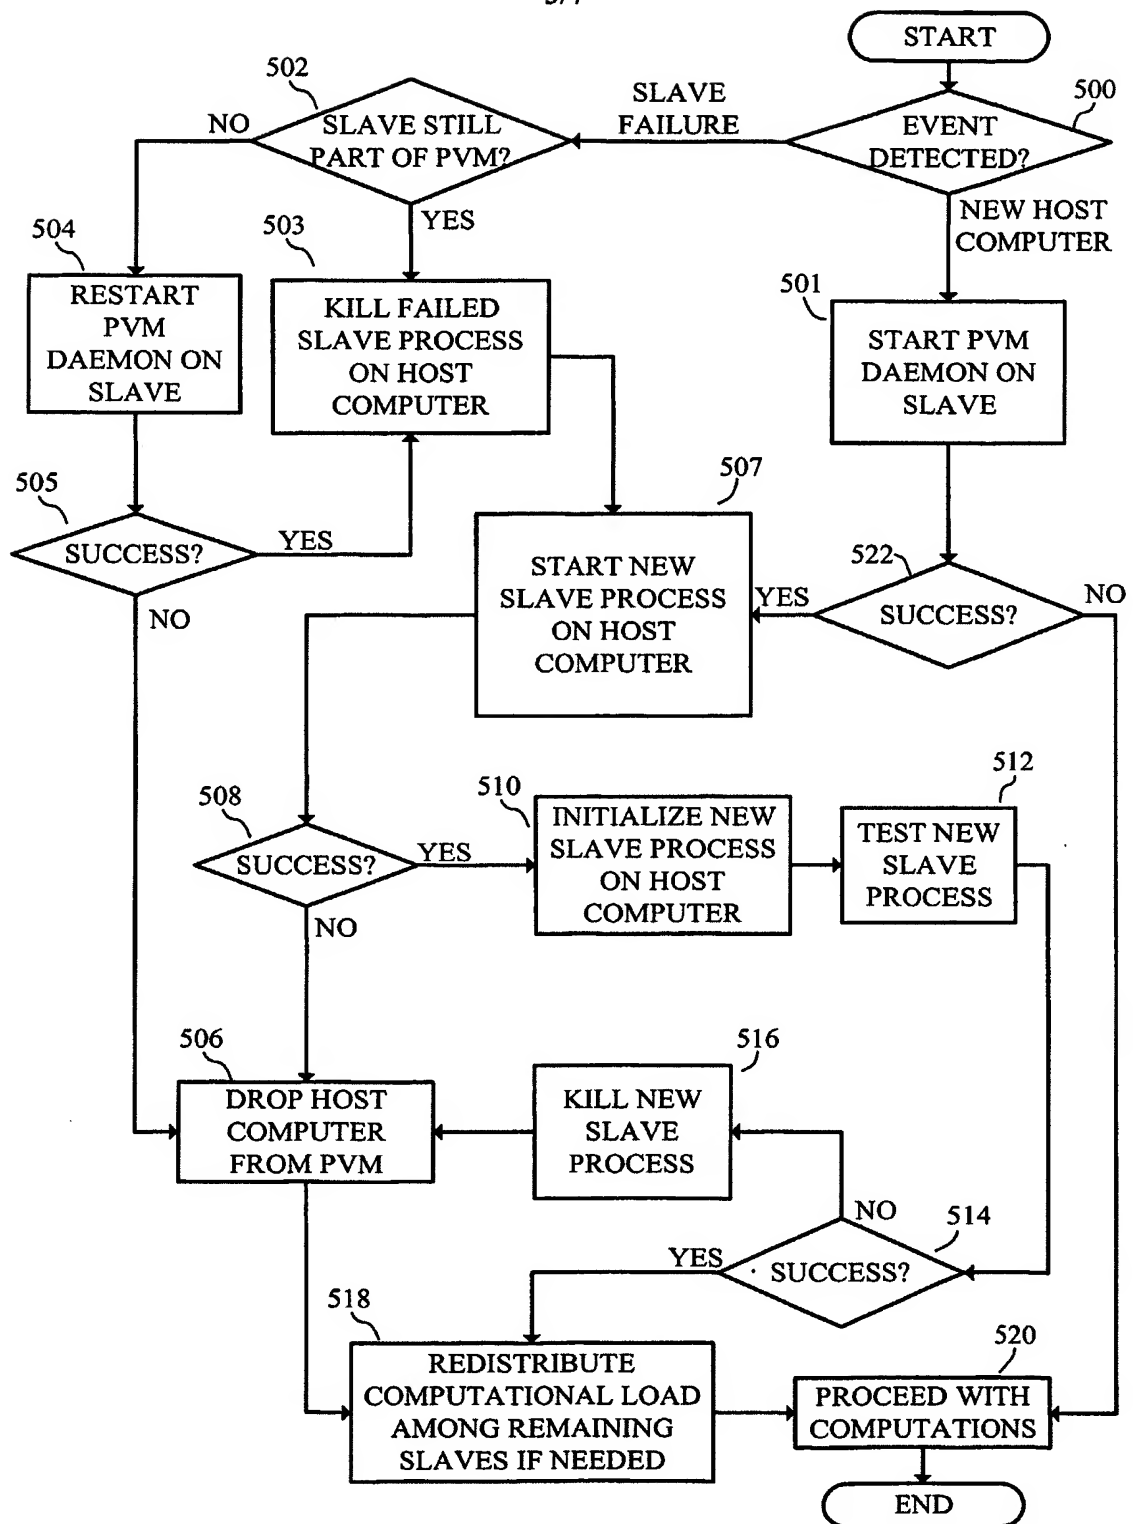 START
502
SLAVE
FAILURE
500
NO
SLAVE STILL
PART OF PVM?
EVENT
DETECTED?
YES
NEW HOST
COMPUTER
504
503
501
RESTART
PVM
DAEMON ON
SLAVE
KILL FAILED
SLAVE PROCESS
ON HOST
COMPUTER
START PVM
DAEMON ON
SLAVE
505
507
SUCCESS?
YES
NO
START NEW
SLAVE PROCESS
ON HOST
COMPUTER
522
YES
SUCCESS?
NO
508
510
512
SUCCESS?
YES
NO
INITIALIZE NEW
SLAVE PROCESS
ON HOST
COMPUTER
TEST NEW
SLAVE
PROCESS
506
516
DROP HOST
COMPUTER
FROM PVM
KILL NEW
SLAVE
PROCESS
NO
514
YES
SUCCESS?
518
520
REDISTRIBUTE
COMPUTATIONAL LOAD
AMONG REMAINING
SLAVES IF NEEDED
PROCEED WITH
COMPUTATIONS
END